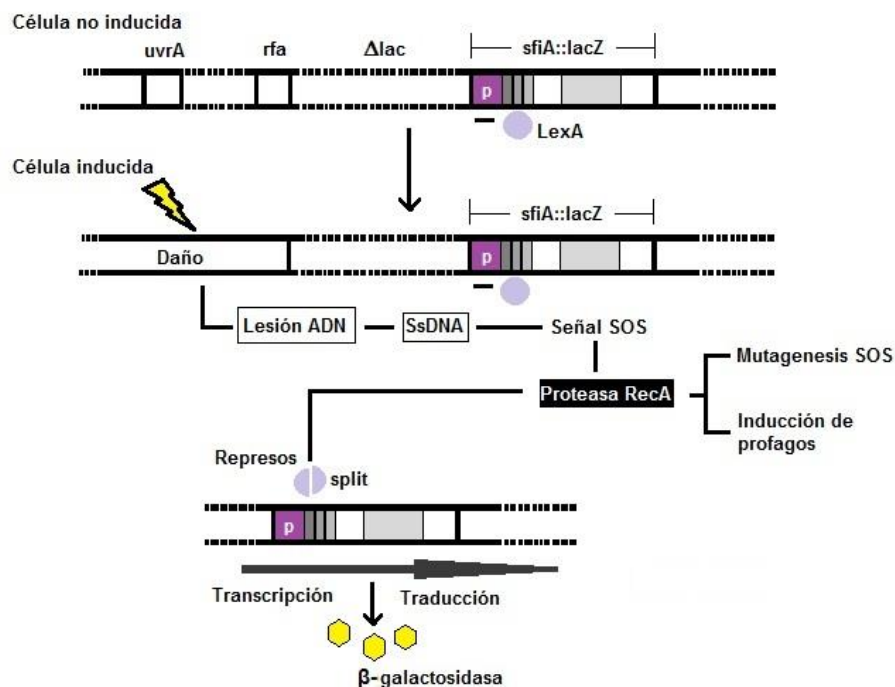 Célula no inducida
uvrA
rfa
Δlac
sfiA::lacZ
p
LexA
Célula inducida
sfiA::lacZ
Daño
p
Lesión ADN
SsDNA
Señal SOS
Mutagenesis SOS
Proteasa RecA
Inducción de
profagos
Represos
split
p
Transcripción
Traducción
β-galactosidasa